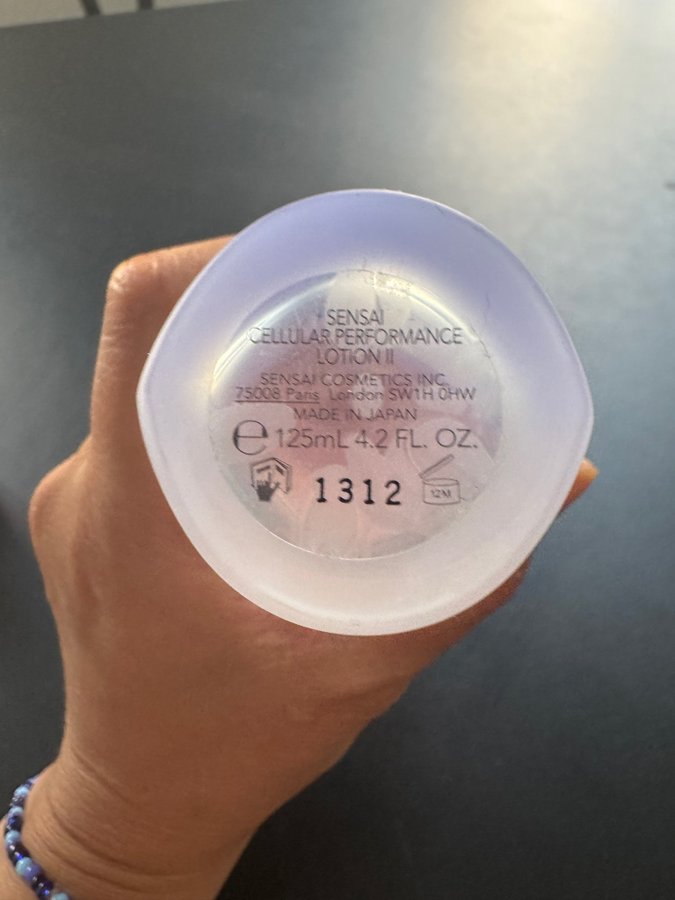 SENSAI
CELLULAR PERFORMANCE
LOTION II
SENSAI COSMETICS INC.
75008 Paris London SW1H 0HW
MADE IN JAPAN
℮ 125mL 4.2 FL. OZ.
1312 12M